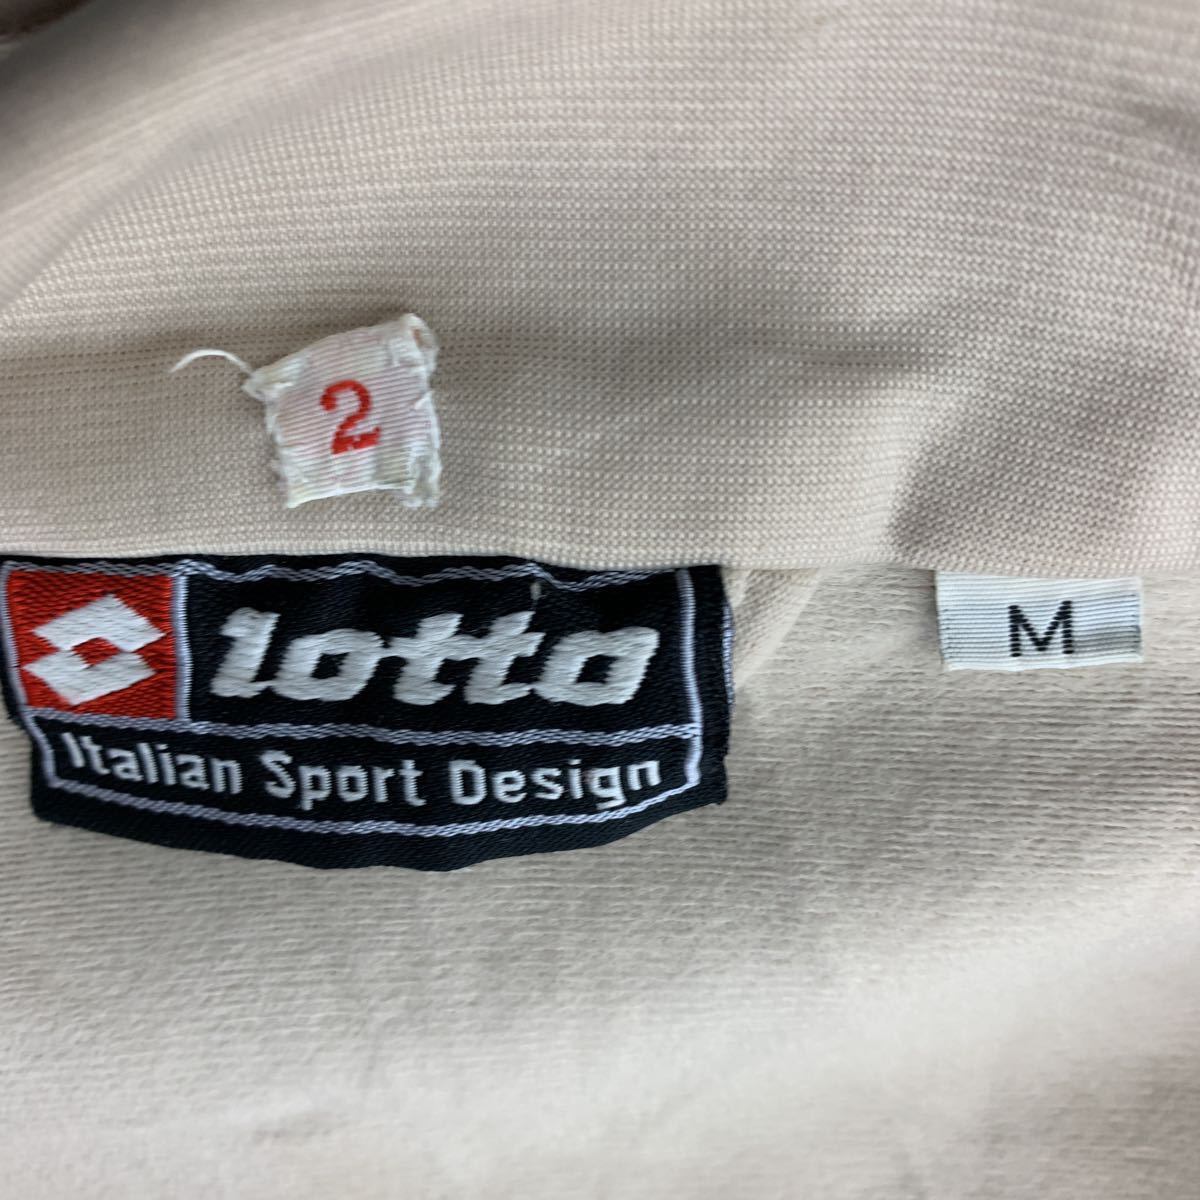 2
lotto
Italian Sport Design
M